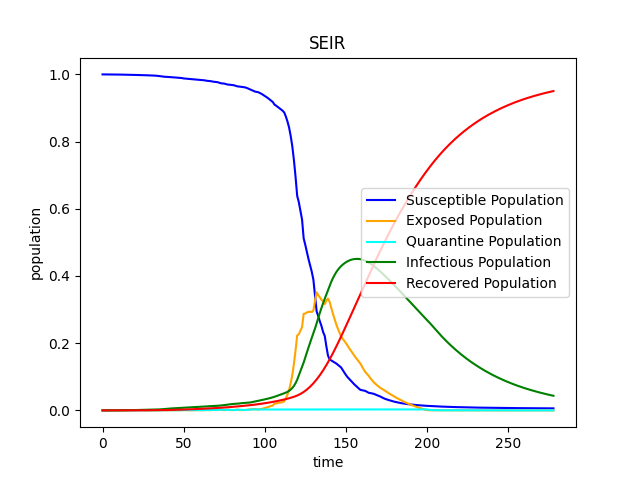 SEIR
1.0
0.8
0.6
0.4
0.2
0.0
population
Susceptible Population
Exposed Population
Quarantine Population
Infectious Population
Recovered Population
0
50
100
150
200
250
time